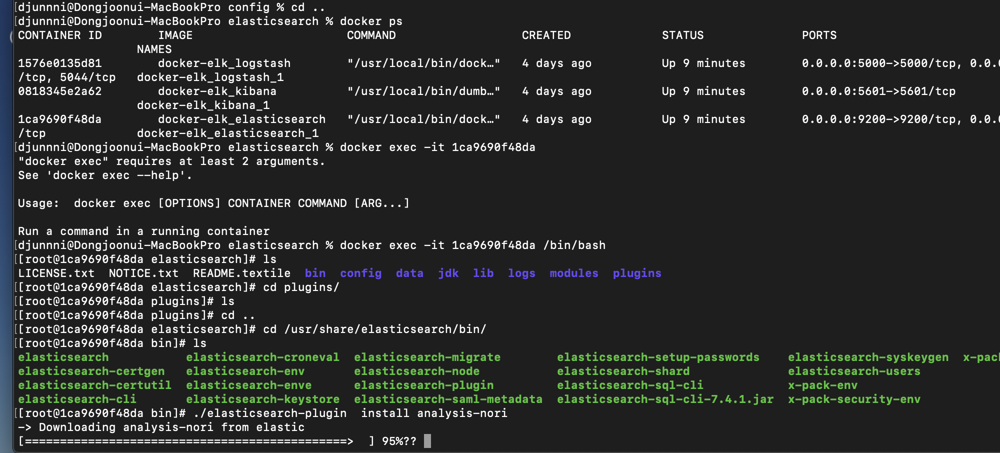 [djunnni@Dongjoonui-MacBookPro config % cd ..
[djunnni@Dongjoonui-MacBookPro elasticsearch % docker ps
CONTAINER ID        IMAGE                      COMMAND                  CREATED             STATUS              PORTS
                 NAMES
1576e0135d81        docker-elk_logstash        "/usr/local/bin/dock…"   4 days ago          Up 9 minutes        0.0.0.0:5000->5000/tcp, 0.0.
/tcp, 5044/tcp   docker-elk_logstash_1
0818345e2a62        docker-elk_kibana          "/usr/local/bin/dumb…"   4 days ago          Up 9 minutes        0.0.0.0:5601->5601/tcp
                 docker-elk_kibana_1
1ca9690f48da        docker-elk_elasticsearch   "/usr/local/bin/dock…"   4 days ago          Up 9 minutes        0.0.0.0:9200->9200/tcp, 0.0.
/tcp             docker-elk_elasticsearch_1
[djunnni@Dongjoonui-MacBookPro elasticsearch % docker exec -it 1ca9690f48da
"docker exec" requires at least 2 arguments.
See 'docker exec --help'.
Usage:  docker exec [OPTIONS] CONTAINER COMMAND [ARG...]
Run a command in a running container
[djunnni@Dongjoonui-MacBookPro elasticsearch % docker exec -it 1ca9690f48da /bin/bash
[[root@1ca9690f48da elasticsearch]# ls
LICENSE.txt  NOTICE.txt  README.textile  bin  config  data  jdk  lib  logs  modules  plugins
[[root@1ca9690f48da elasticsearch]# cd plugins/
[[root@1ca9690f48da plugins]# ls
[[root@1ca9690f48da plugins]# cd ..
[[root@1ca9690f48da elasticsearch]# cd /usr/share/elasticsearch/bin/
[[root@1ca9690f48da bin]# ls
elasticsearch           elasticsearch-croneval  elasticsearch-migrate        elasticsearch-setup-passwords    elasticsearch-syskeygen  x-pac
elasticsearch-certgen   elasticsearch-env       elasticsearch-node           elasticsearch-shard              elasticsearch-users
elasticsearch-certutil  elasticsearch-enve      elasticsearch-plugin         elasticsearch-sql-cli            x-pack-env
elasticsearch-cli       elasticsearch-keystore  elasticsearch-saml-metadata  elasticsearch-sql-cli-7.4.1.jar  x-pack-security-env
[[root@1ca9690f48da bin]# ./elasticsearch-plugin  install analysis-nori
-> Downloading analysis-nori from elastic
[==============================================>  ] 95%??